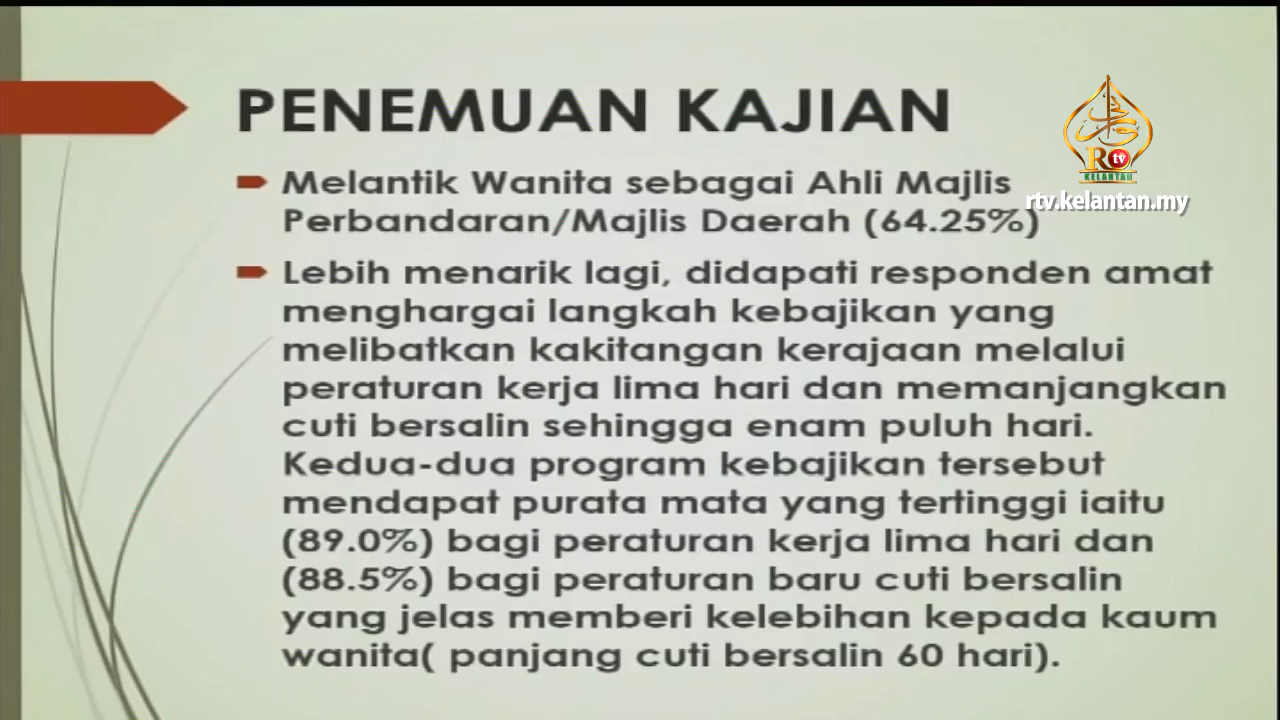 PENEMUAN KAJIAN
Melantik Wanita sebagai Ahli Majlis
Perbandaran/Majlis Daerah (64.25%)
Lebih menarik lagi, didapati responden amat
menghargai langkah kebajikan yang
melibatkan kakitangan kerajaan melalui
peraturan kerja lima hari dan memanjangkan
cuti bersalin sehingga enam puluh hari.
Kedua-dua program kebajikan tersebut
mendapat purata mata yang tertinggi iaitu
(89.0%) bagi peraturan kerja lima hari dan
(88.5%) bagi peraturan baru cuti bersalin
yang jelas memberi kelebihan kepada kaum
wanita( panjang cuti bersalin 60 hari).
R tv
KELANTAN
rtv.kelantan.my